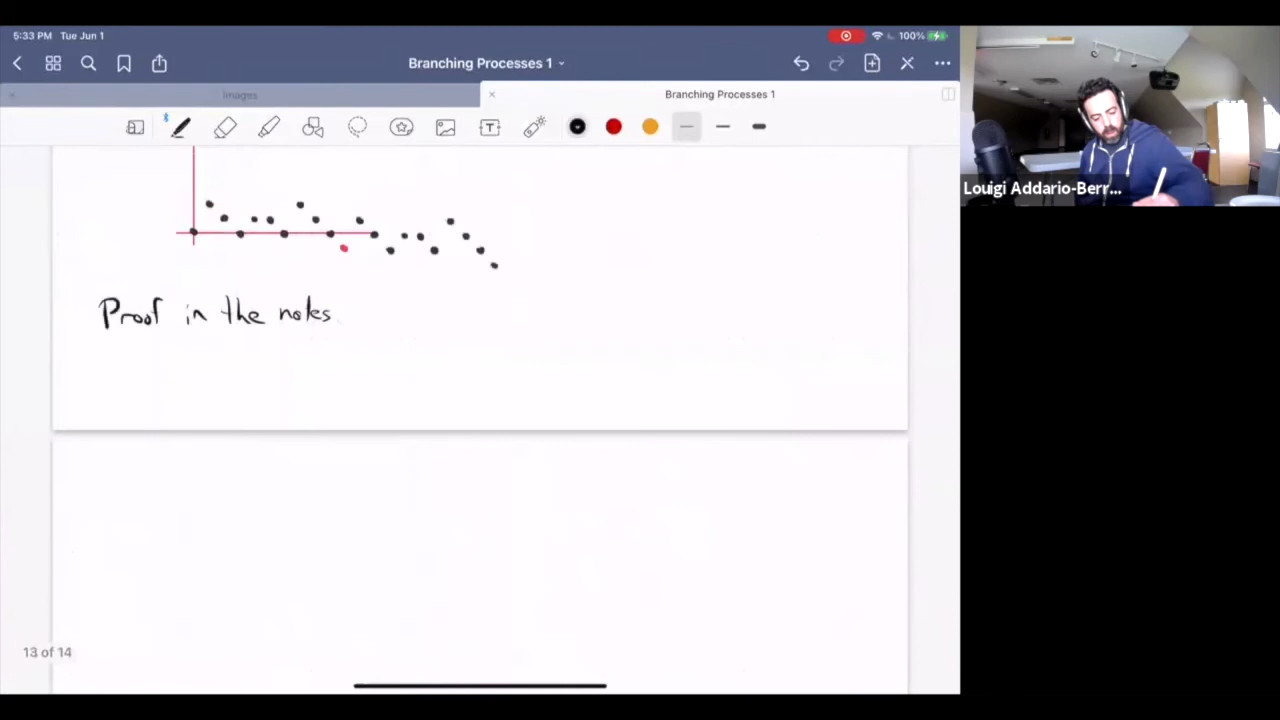 5:33 PM Tue Jun 1
100%
Branching Processes 1
Images
Branching Processes 1
T
Louigi Addario-Berr...
Proof in the notes
13 of 14